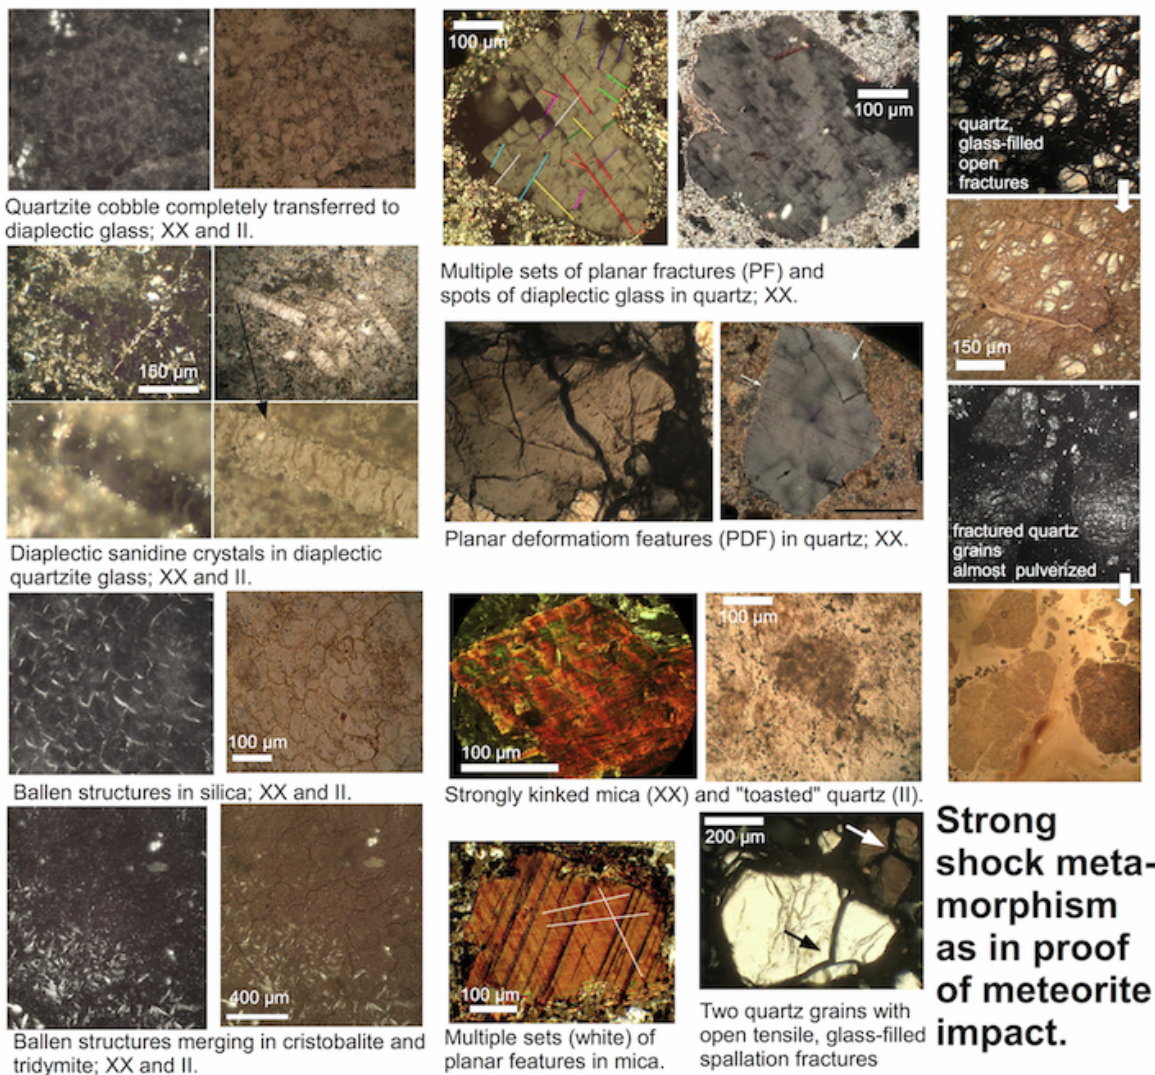 Quartzite cobble completely transferred to
diaplectic glass; XX and II.
150 µm
Diaplectic sanidine crystals in diaplectic
quartzite glass; XX and II.
100 µm
Ballen structures in silica; XX and II.
400 µm
Ballen structures merging in cristobalite and
tridymite; XX and II.
100 µm
100 µm
Multiple sets of planar fractures (PF) and
spots of diaplectic glass in quartz; XX.
Planar deformatiom features (PDF) in quartz; XX.
100 µm
100 µm
Strongly kinked mica (XX) and "toasted" quartz (II).
100 µm
Multiple sets (white) of
planar features in mica.
200 µm
Two quartz grains with
open tensile, glass-filled
spallation fractures
quartz,
glass-filled
open
fractures
150 µm
fractured quartz
grains
almost pulverized
Strong
shock meta-
morphism
as in proof
of meteorite
impact.